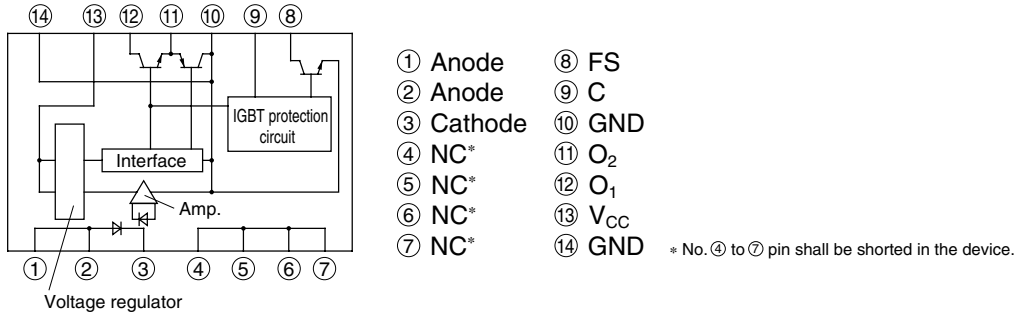 ⑭ ⑬ ⑫ ⑪ ⑩ ⑨ ⑧
IGBT protection
circuit
Interface
Amp.
① ② ③ ④ ⑤ ⑥ ⑦
Voltage regulator
① Anode
② Anode
③ Cathode
④ NC*
⑤ NC*
⑥ NC*
⑦ NC*
⑧ FS
⑨ C
⑩ GND
⑪ O₂
⑫ O₁
⑬ VCC
⑭ GND
* No. ④ to ⑦ pin shall be shorted in the device.